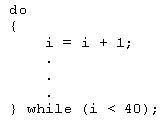 do
{
i = i + 1;
.
.
.
} while (i < 40);